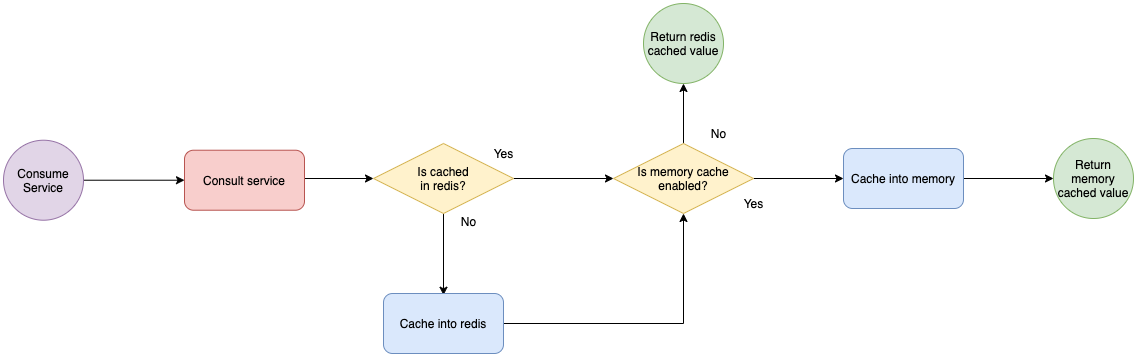 Return redis
cached value
Consume
Service
Consult service
Is cached
in redis?
Yes
No
Is memory cache
enabled?
No
Yes
Cache into memory
Return
memory
cached value
Cache into redis